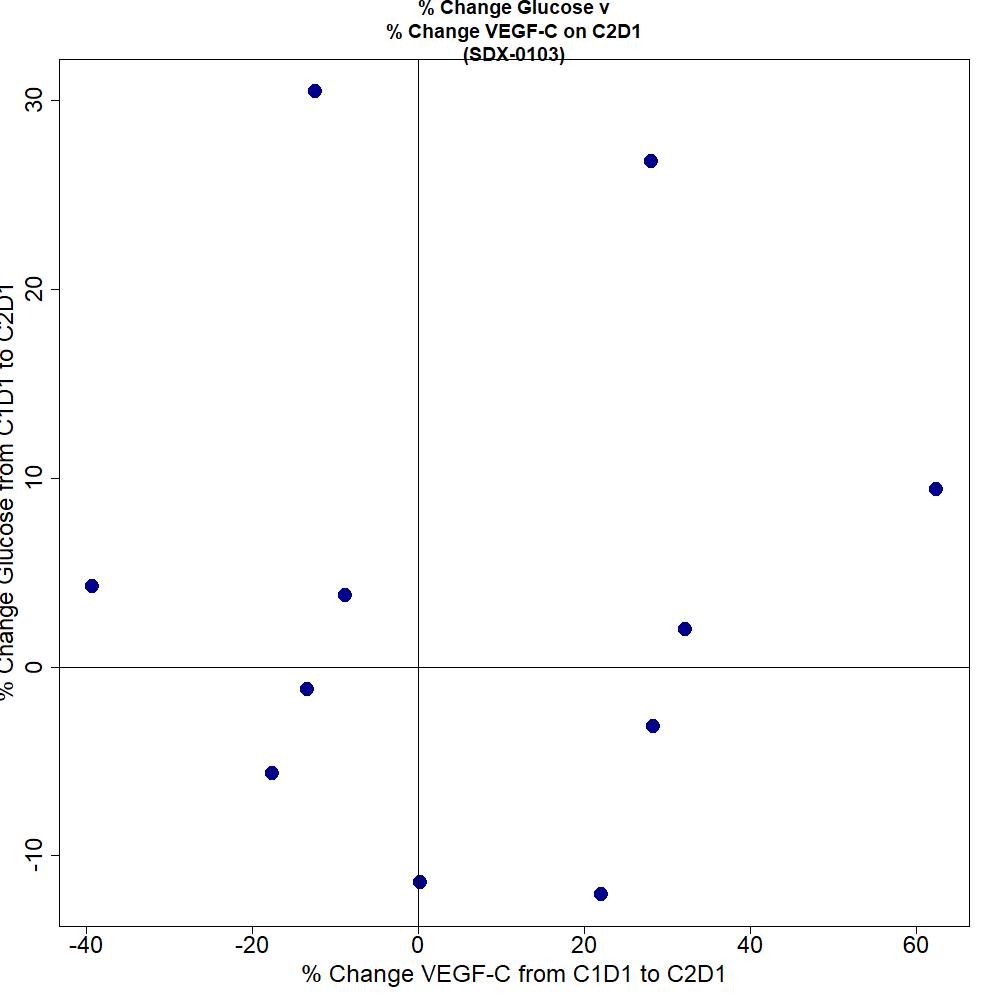 % Change Glucose v
% Change VEGF-C on C2D1
(SDX-0103)
% Change Glucose from C1D1 to C2D1
30
20
10
0
-10
-40
-20
0
20
40
60
% Change VEGF-C from C1D1 to C2D1